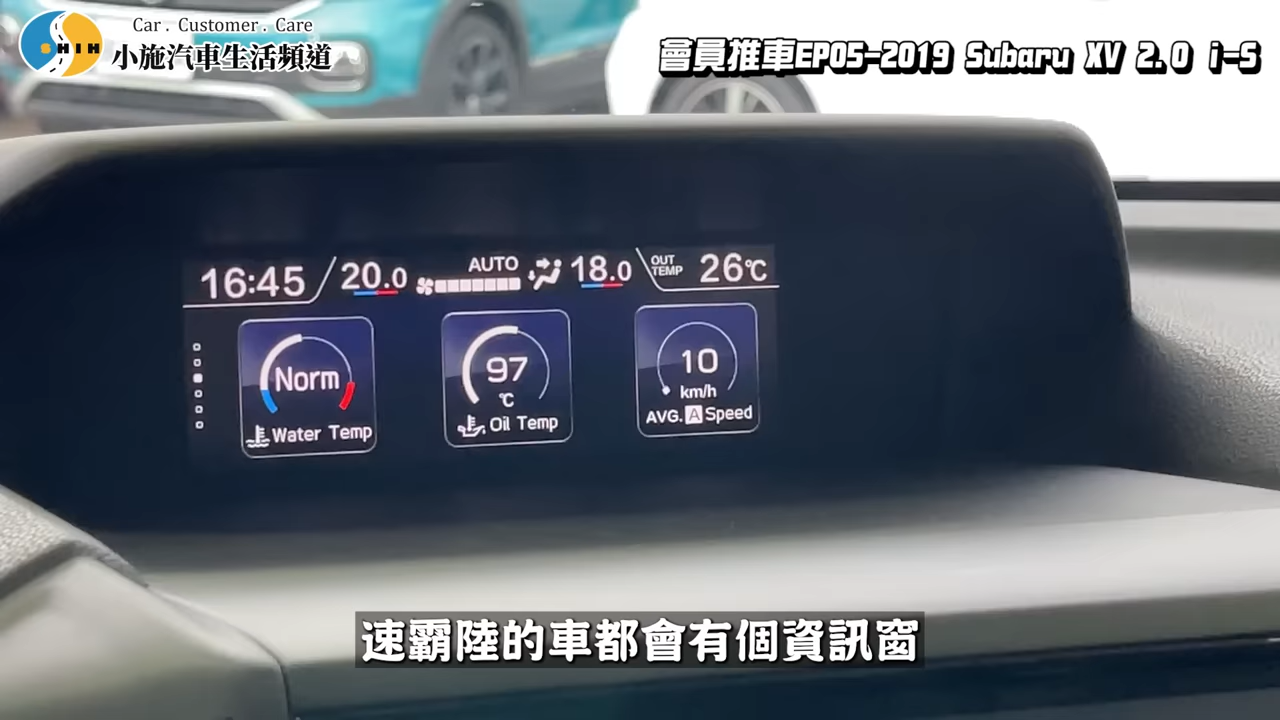 Car . Customer . Care
SHIH
小施汽車生活頻道
會員推車EP05-2019 Subaru XV 2.0 i-S
16:45
20.0
AUTO
18.0
OUT TEMP
26℃
Norm
Water Temp
97
℃
Oil Temp
10
km/h
AVG. A Speed
速霸陸的車都會有個資訊窗